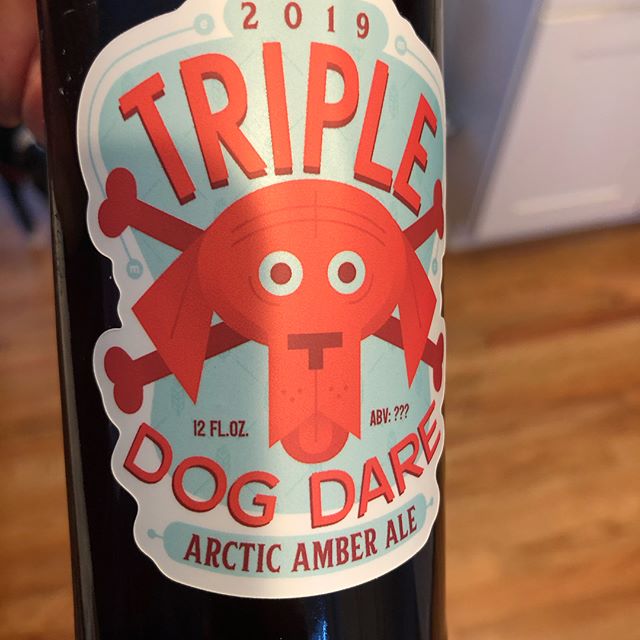 2019
TRIPLE
12 FL.OZ.
ABV: ???
DOG DARE
ARCTIC AMBER ALE